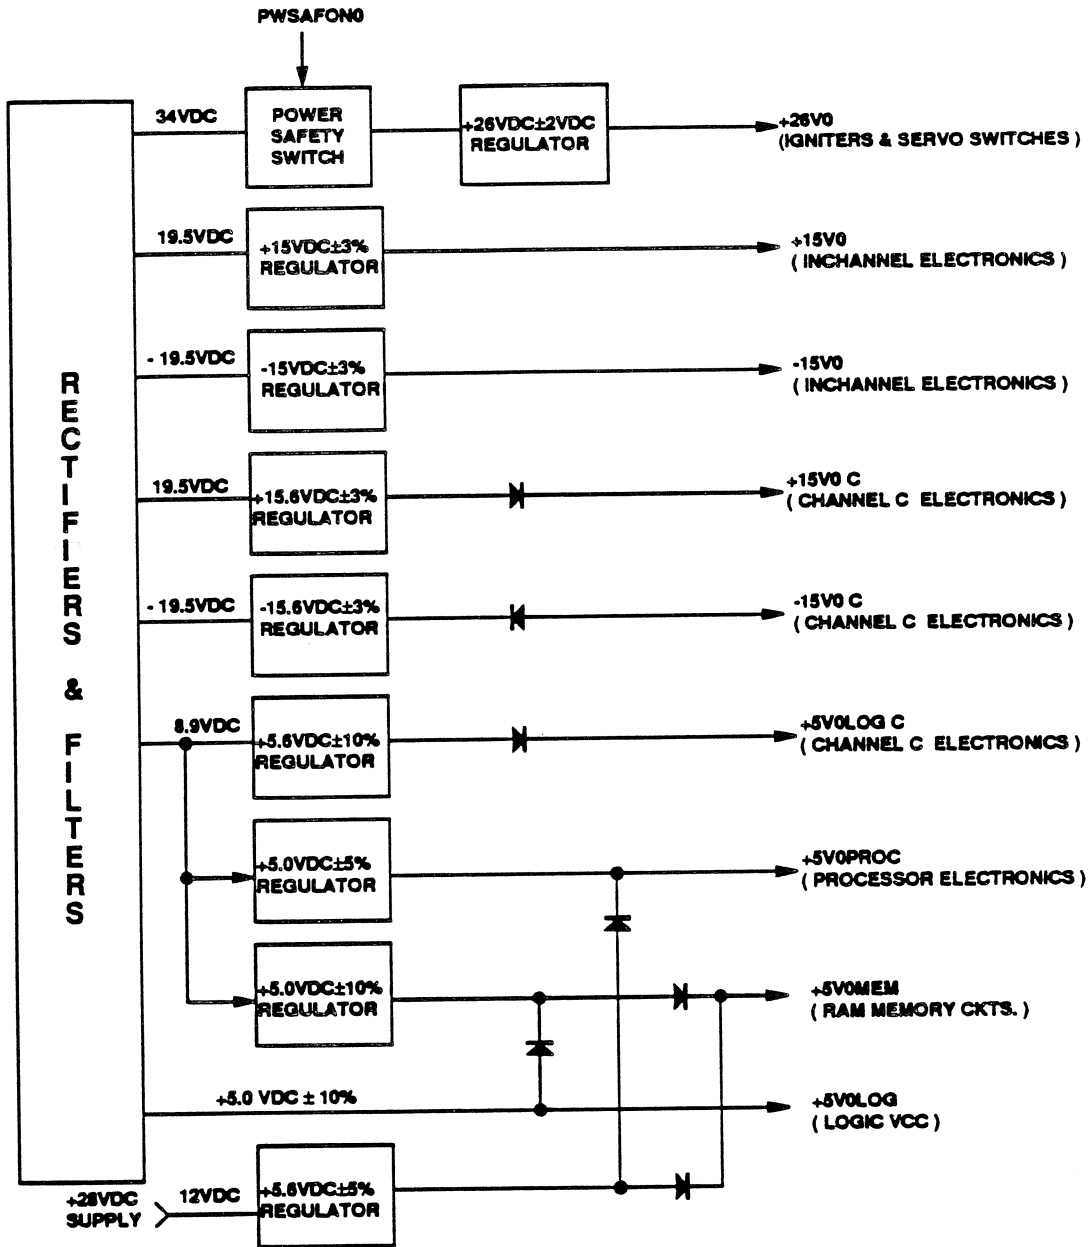 PWSAFON0
34VDC
POWER
SAFETY
SWITCH
+26VDC±2VDC
REGULATOR
+26V0
(IGNITERS & SERVO SWITCHES )
19.5VDC
+15VDC±3%
REGULATOR
+15V0
( INCHANNEL ELECTRONICS )
- 19.5VDC
-15VDC±3%
REGULATOR
-15V0
( INCHANNEL ELECTRONICS )
RECTIFIERS & FILTERS
19.5VDC
+15.6VDC±3%
REGULATOR
+15V0 C
( CHANNEL C ELECTRONICS )
- 19.5VDC
-15.6VDC±3%
REGULATOR
-15V0 C
( CHANNEL C ELECTRONICS )
8.9VDC
+5.6VDC±10%
REGULATOR
+5V0LOG C
( CHANNEL C ELECTRONICS )
+5.0VDC±5%
REGULATOR
+5V0PROC
( PROCESSOR ELECTRONICS )
+5.0VDC±10%
REGULATOR
+5V0MEM
( RAM MEMORY CKTS. )
+5.0 VDC ± 10%
+5V0LOG
( LOGIC VCC )
+28VDC
SUPPLY
12VDC
+5.6VDC±5%
REGULATOR